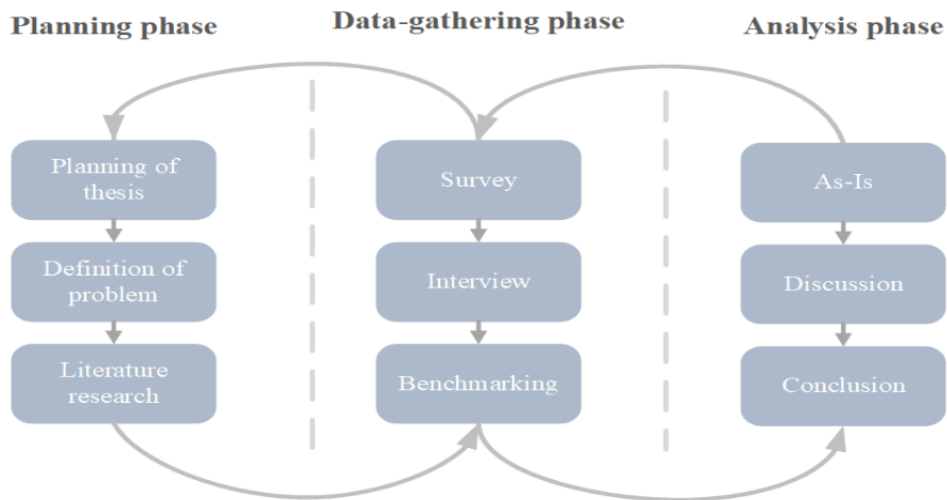 Planning phase
Data-gathering phase
Analysis phase
Planning of
thesis
Definition of
problem
Literature
research
Survey
Interview
Benchmarking
As-Is
Discussion
Conclusion